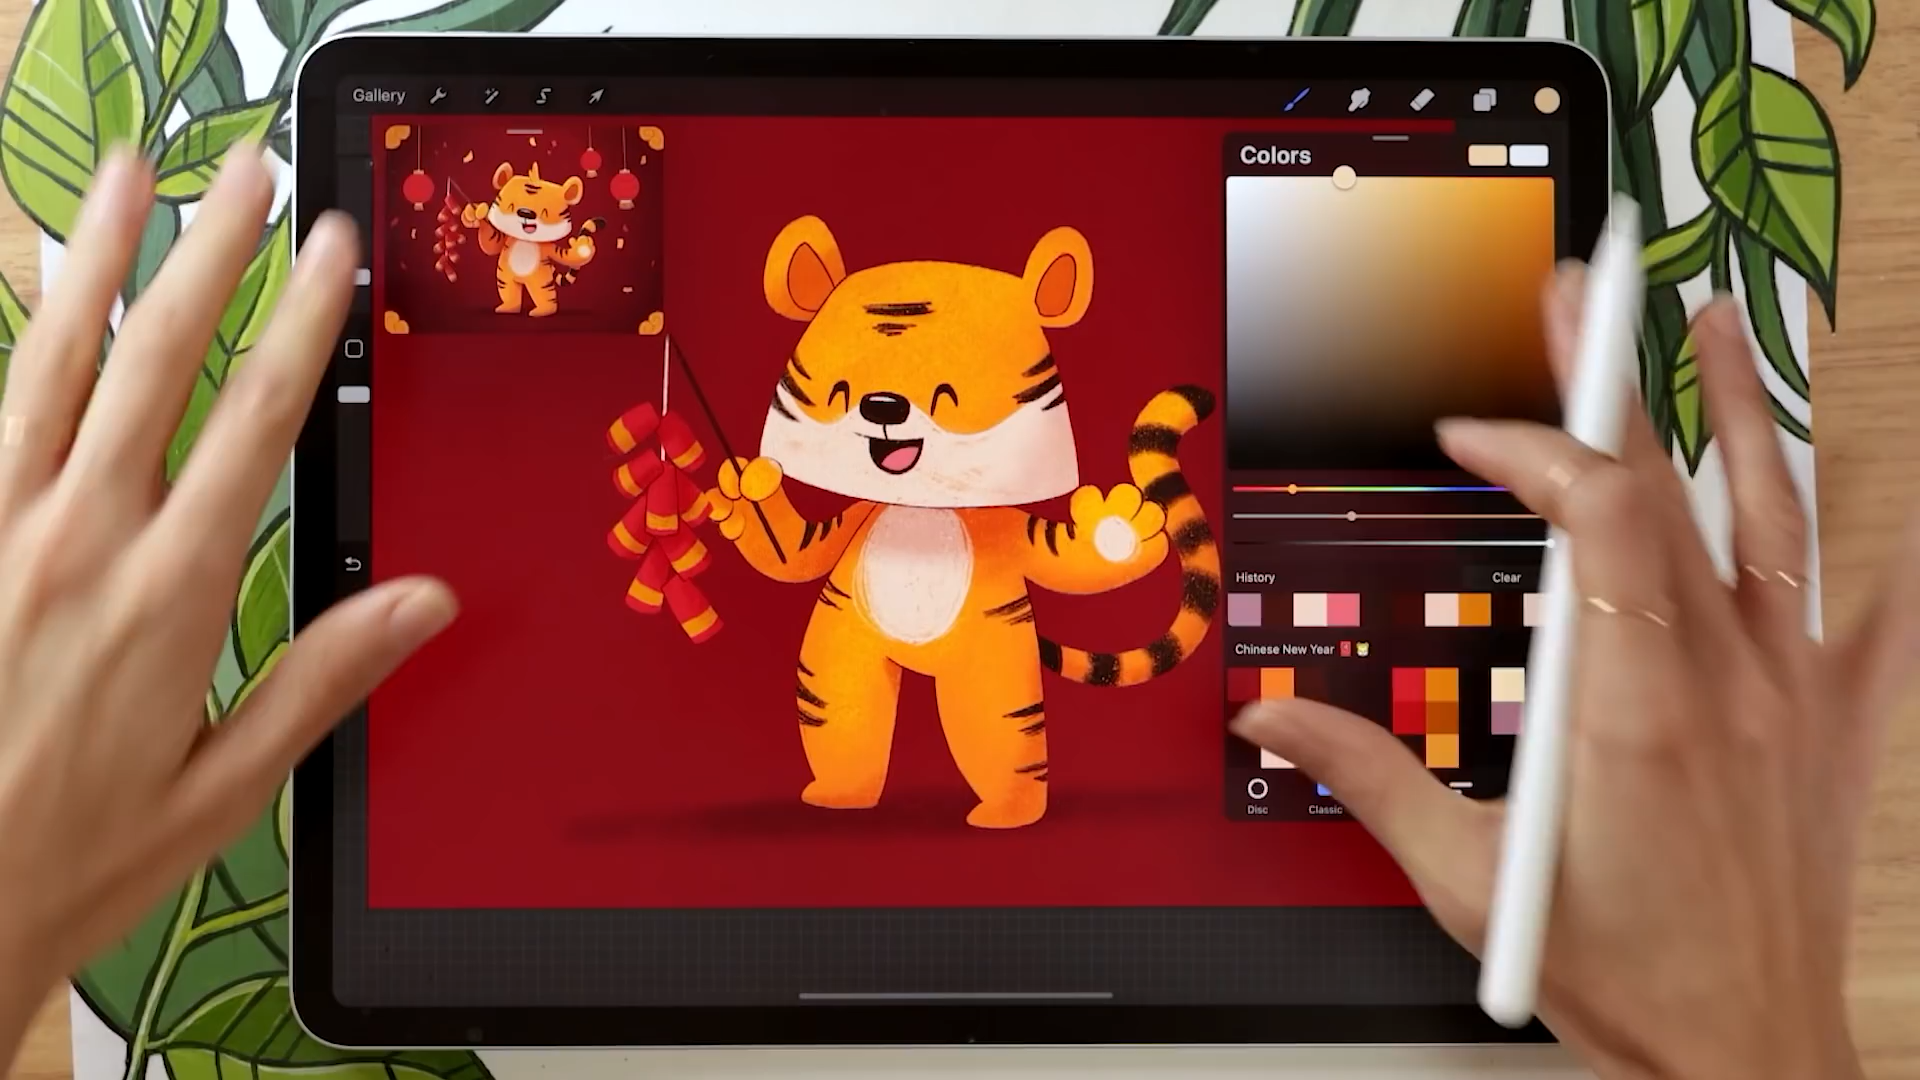 Gallery
Colors
History Clear
Chinese New Year
Disc Classic